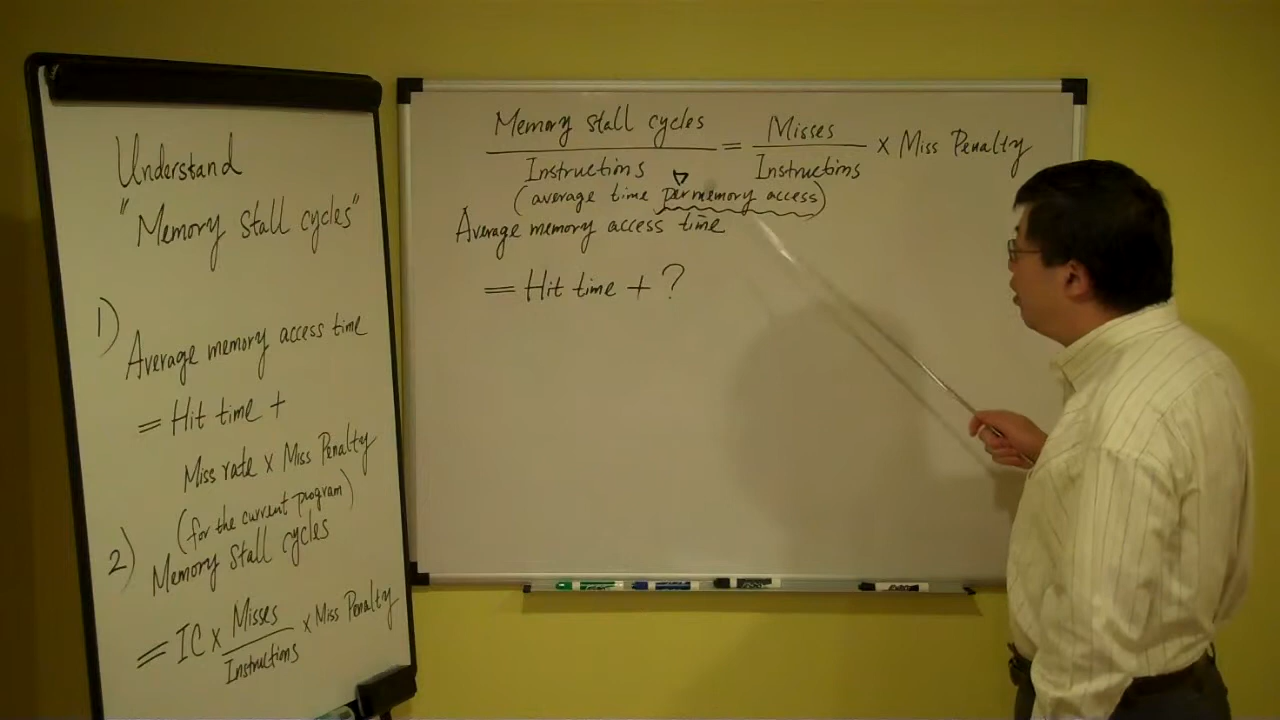 Understand
"Memory Stall cycles"
1)
Average memory access time
= Hit time +
Miss rate x Miss Penalty
(for the current program)
2)
Memory Stall cycles
= IC x Misses / Instructions x Miss Penalty
Memory stall cycles / Instructions = Misses / Instructions x Miss Penalty
(average time per memory access)
Average memory access time
= Hit time + ?